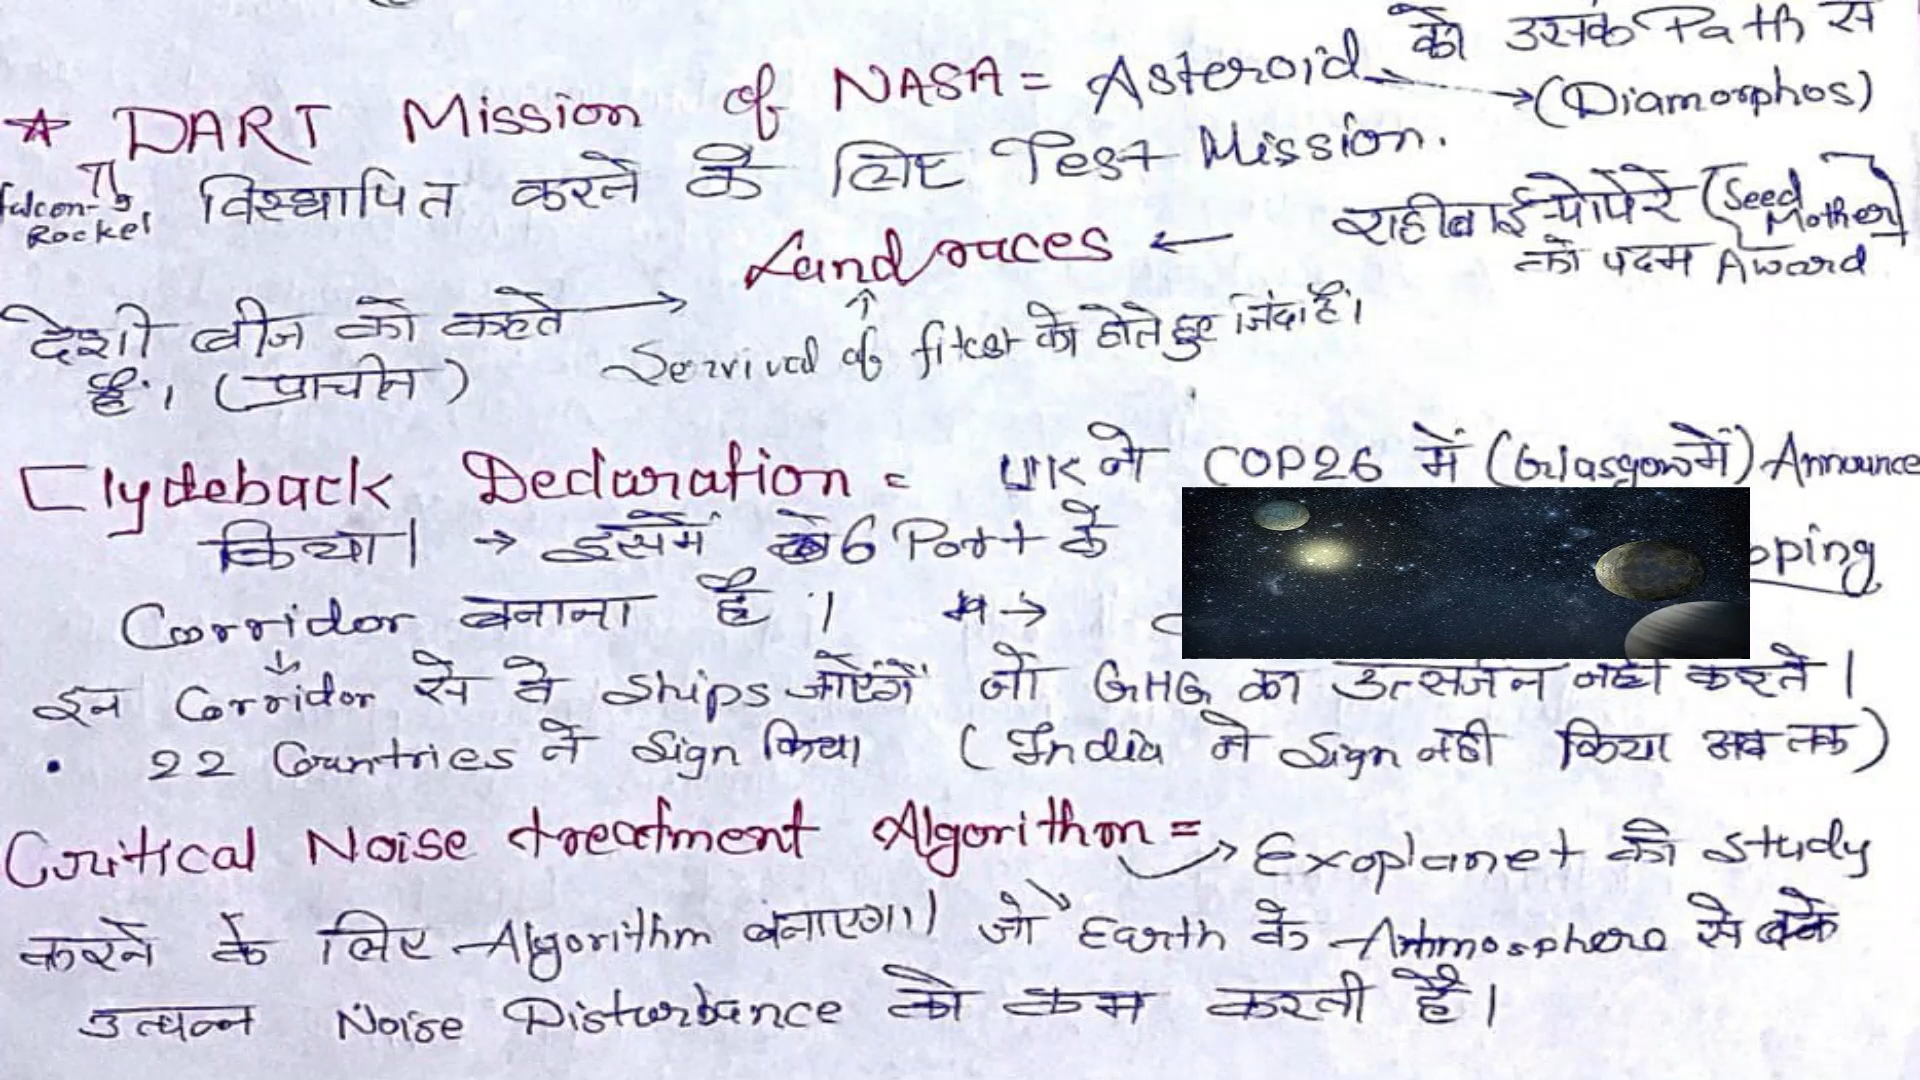 को उसके Path से
★ DART Mission of NASA = Asteroid → (Diamorphos)
Falcon-9 Rocket विस्थापित करने के लिए Test Mission.
Landraces ← राहीबाई पोपेरे [Seed Mother] को पदम Award
देशी बीज को कहते → है। (प्राचीन)
Servival of fitest के होते हुए जिंदा है।
Clydeback Declaration = UK ने COP26 में (Glasgow में) Announce
किया। → इसमें 6 Port के oping
Corridor बनाना है। →
इन Corridor से वे Ships जाएंगें जो GHG का उत्सर्जन नही करते।
• 22 Countries ने Sign किया (India ने Sign नही किया अब तक)
Critical Noise treatment Algorithm = → Exoplanet की Study
करने के लिए Algorithm बनाएगा। जो Earth के Atmosphere से
उत्पन्न Noise Disturbance को कम करती है।